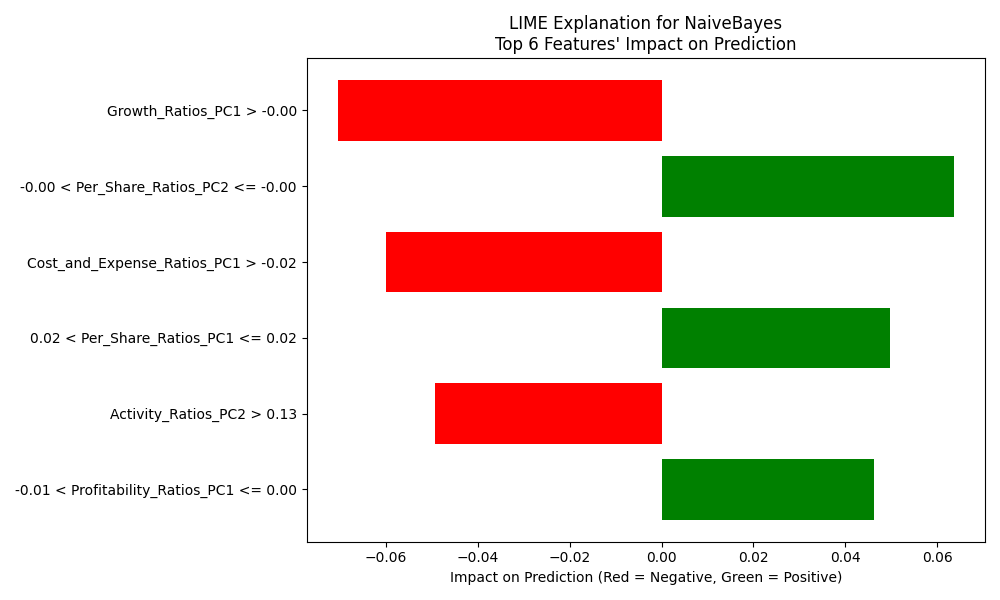 LIME Explanation for NaiveBayes
Top 6 Features' Impact on Prediction
Growth_Ratios_PC1 > -0.00
-0.00 < Per_Share_Ratios_PC2 <= -0.00
Cost_and_Expense_Ratios_PC1 > -0.02
0.02 < Per_Share_Ratios_PC1 <= 0.02
Activity_Ratios_PC2 > 0.13
-0.01 < Profitability_Ratios_PC1 <= 0.00
−0.06 −0.04 −0.02 0.00 0.02 0.04 0.06
Impact on Prediction (Red = Negative, Green = Positive)